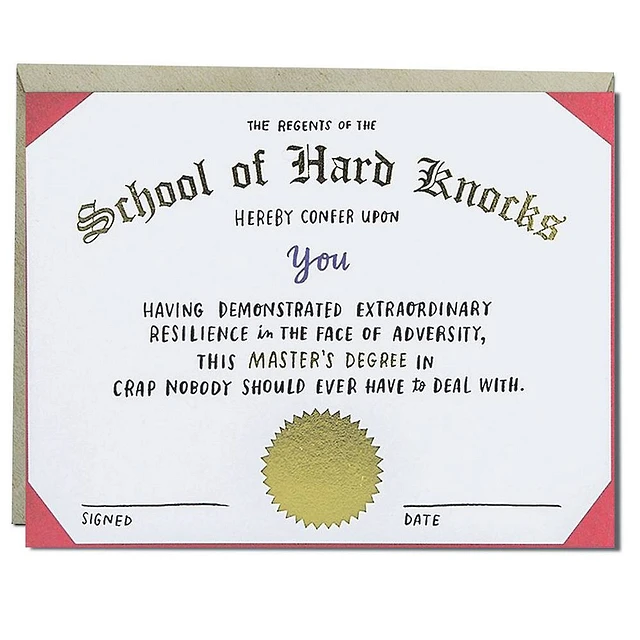 THE REGENTS OF THE
School of Hard Knocks
HEREBY CONFER UPON
You
HAVING DEMONSTRATED EXTRAORDINARY
RESILIENCE in THE FACE OF ADVERSITY,
THIS MASTER'S DEGREE IN
CRAP NOBODY SHOULD EVER HAVE to DEAL WITH.
SIGNED
DATE